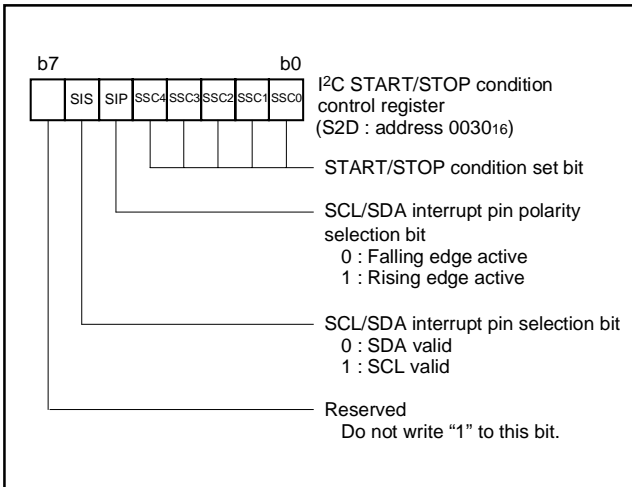 b7 b0
SIS SIP SSC4 SSC3 SSC2 SSC1 SSC0
I²C START/STOP condition
control register
(S2D : address 0030₁₆)
START/STOP condition set bit
SCL/SDA interrupt pin polarity
selection bit
0 : Falling edge active
1 : Rising edge active
SCL/SDA interrupt pin selection bit
0 : SDA valid
1 : SCL valid
Reserved
Do not write “1” to this bit.